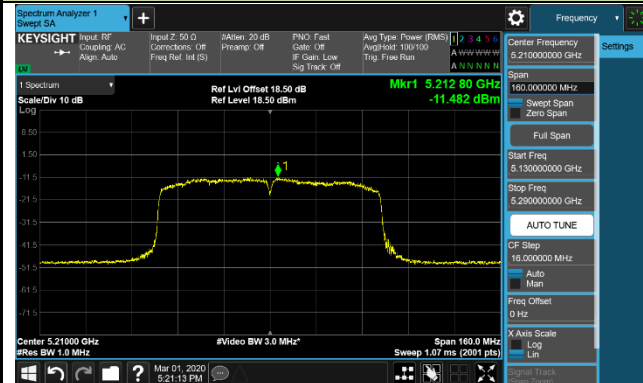 Spectrum Analyzer 1
Swept SA
Frequency
KEYSIGHT
Input: RF
Coupling: AC
Align: Auto
Input Z: 50 Ω
Corrections: Off
Freq Ref: Int (S)
#Atten: 20 dB
Preamp: Off
PNO: Fast
Gate: Off
IF Gain: Low
Sig Track: Off
Avg Type: Power (RMS)
Avg|Hold: 100/100
Trig: Free Run
1 2 3 4 5 6
A W W W W W
A N N N N N
LXI
1 Spectrum
Scale/Div 10 dB
Log
Ref Lvl Offset 18.50 dB
Ref Level 18.50 dBm
Mkr1 5.212 80 GHz
-11.482 dBm
8.50
-1.50
-11.5
-21.5
-31.5
-41.5
-51.5
-61.5
-71.5
1
Center 5.21000 GHz
#Res BW 1.0 MHz
#Video BW 3.0 MHz*
Span 160.0 MHz
Sweep 1.07 ms (2001 pts)
Center Frequency
5.210000000 GHz
Settings
Span
160.000000 MHz
Swept Span
Zero Span
Full Span
Start Freq
5.130000000 GHz
Stop Freq
5.290000000 GHz
AUTO TUNE
CF Step
16.000000 MHz
Auto
Man
Freq Offset
0 Hz
X Axis Scale
Log
Lin
Signal Track
(Span Zoom)
Mar 01, 2020
5:21:13 PM